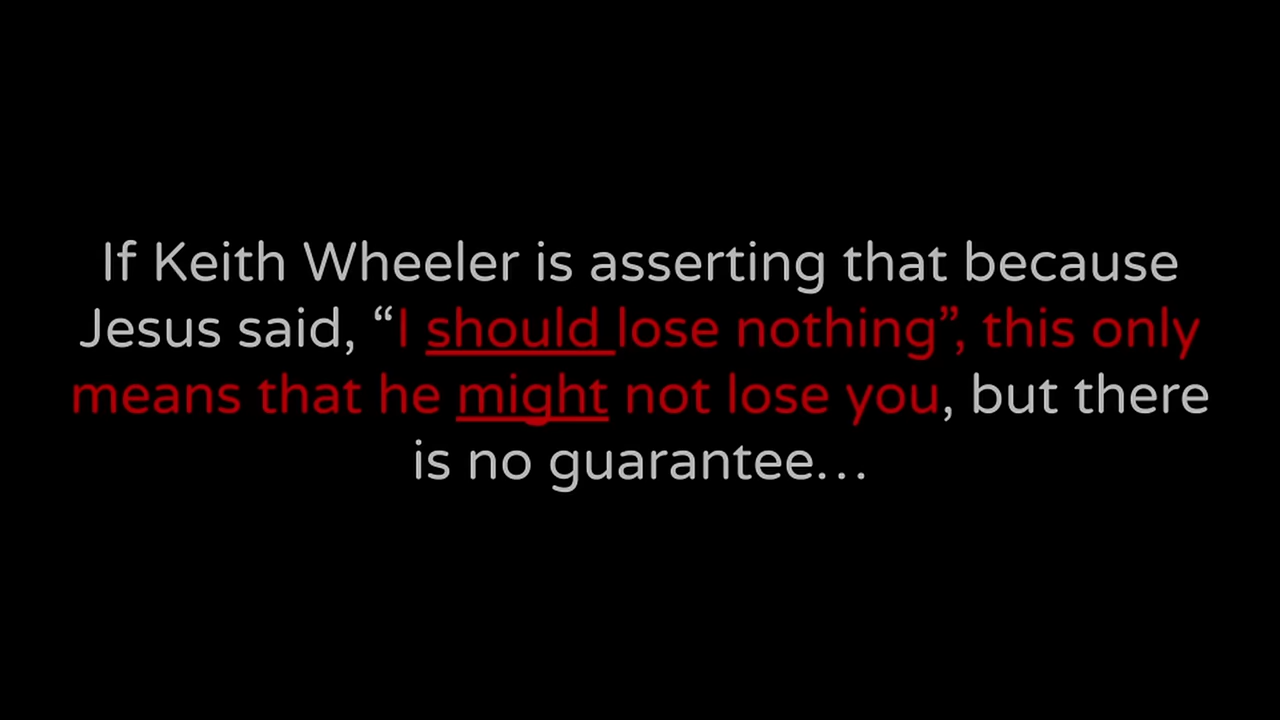 If Keith Wheeler is asserting that because
Jesus said, “I should lose nothing”, this only
means that he might not lose you, but there
is no guarantee…